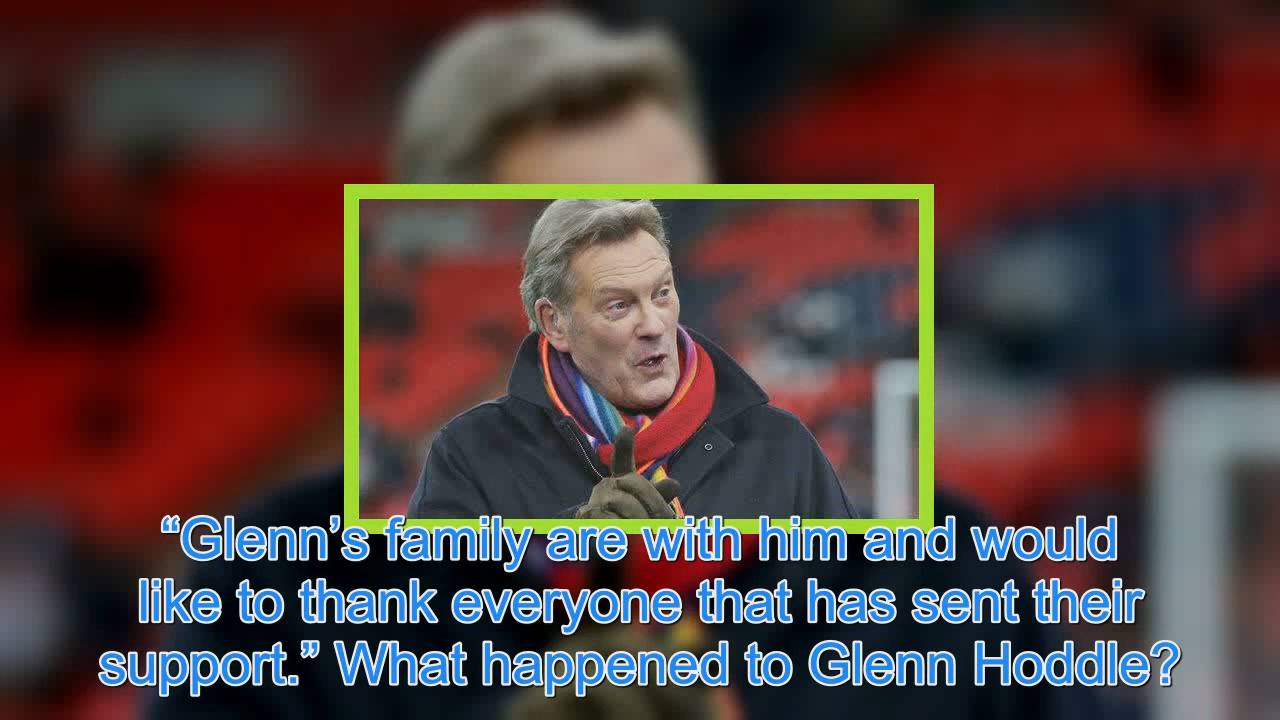 “Glenn’s family are with him and would
like to thank everyone that has sent their
support.” What happened to Glenn Hoddle?